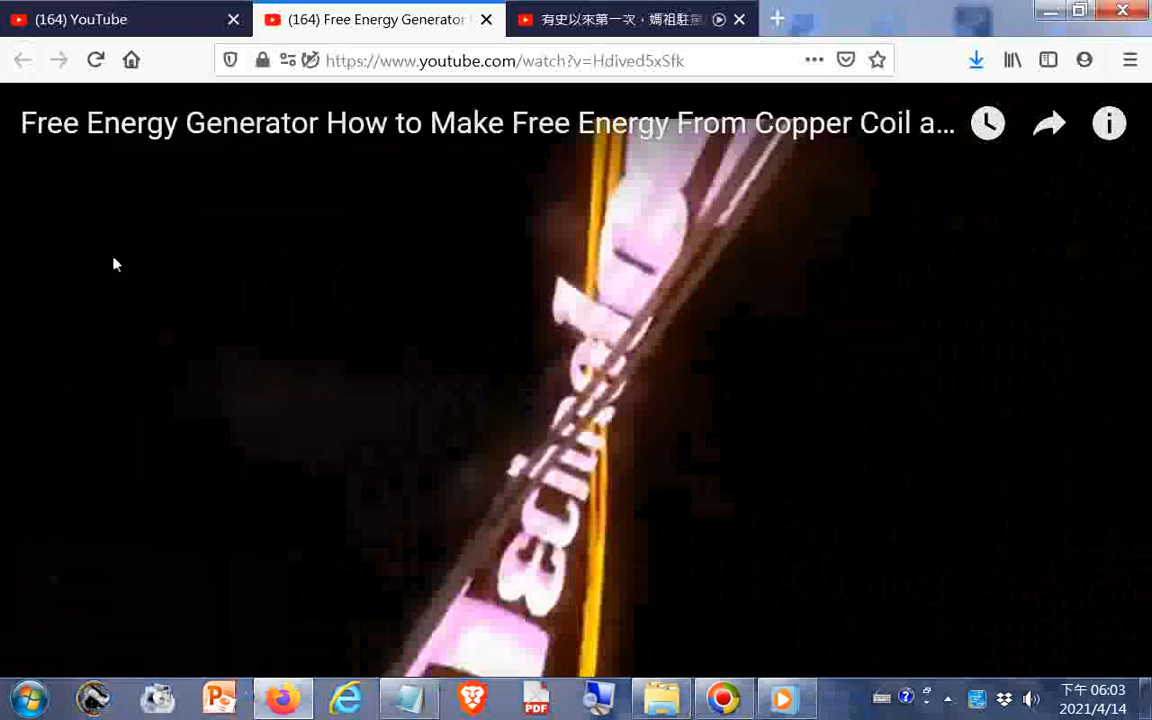 (164) YouTube
(164) Free Energy Generator
有史以來第一次，媽祖駐軍
https://www.youtube.com/watch?v=Hdived5xSfk
Free Energy Generator How to Make Free Energy From Copper Coil a...
PDF
下午 06:03
2021/4/14